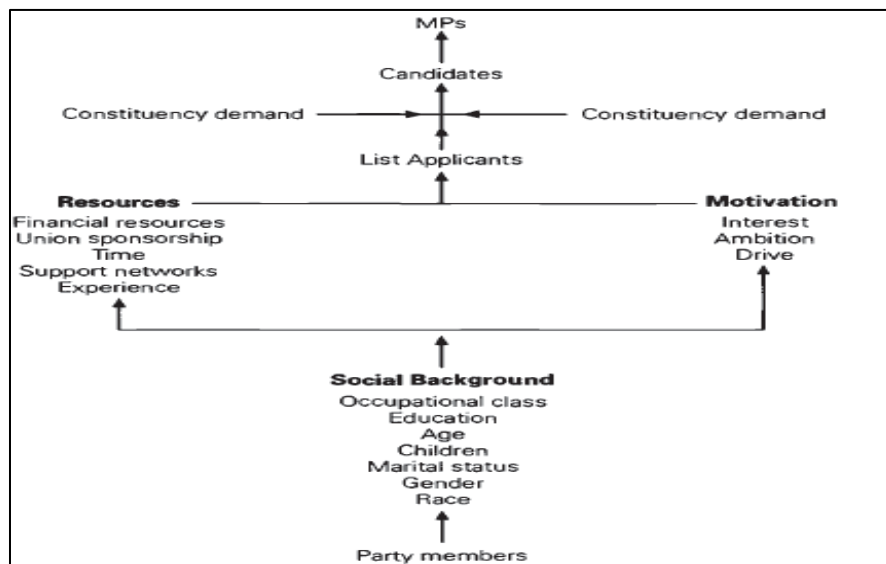 MPs
Candidates
Constituency demand
Constituency demand
List Applicants
Resources
Financial resources
Union sponsorship
Time
Support networks
Experience
Motivation
Interest
Ambition
Drive
Social Background
Occupational class
Education
Age
Children
Marital status
Gender
Race
Party members